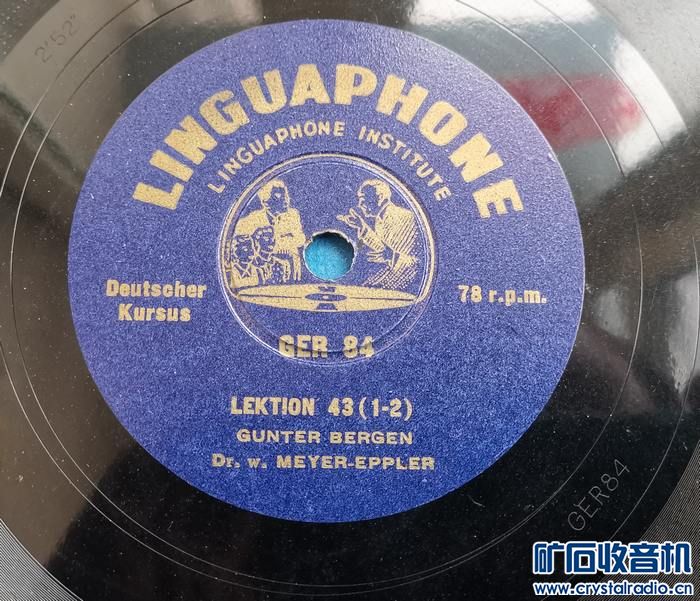 2'52"
LINGUAPHONE
LINGUAPHONE INSTITUTE
Deutscher
Kursus
78 r.p.m.
GER 84
LEKTION 43 (1-2)
GUNTER BERGEN
Dr. w. MEYER-EPPLER
GER84
矿石收音机
www.crystalradio.cn